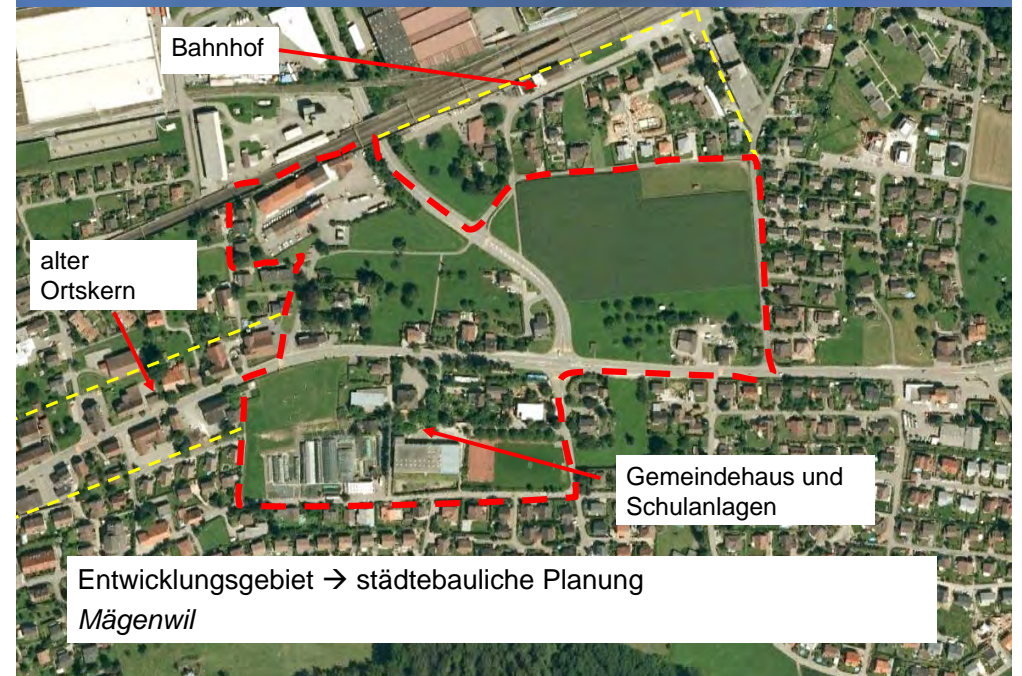 Bahnhof
alter
Ortskern
Gemeindehaus und
Schulanlagen
Entwicklungsgebiet → städtebauliche Planung
Mägenwil